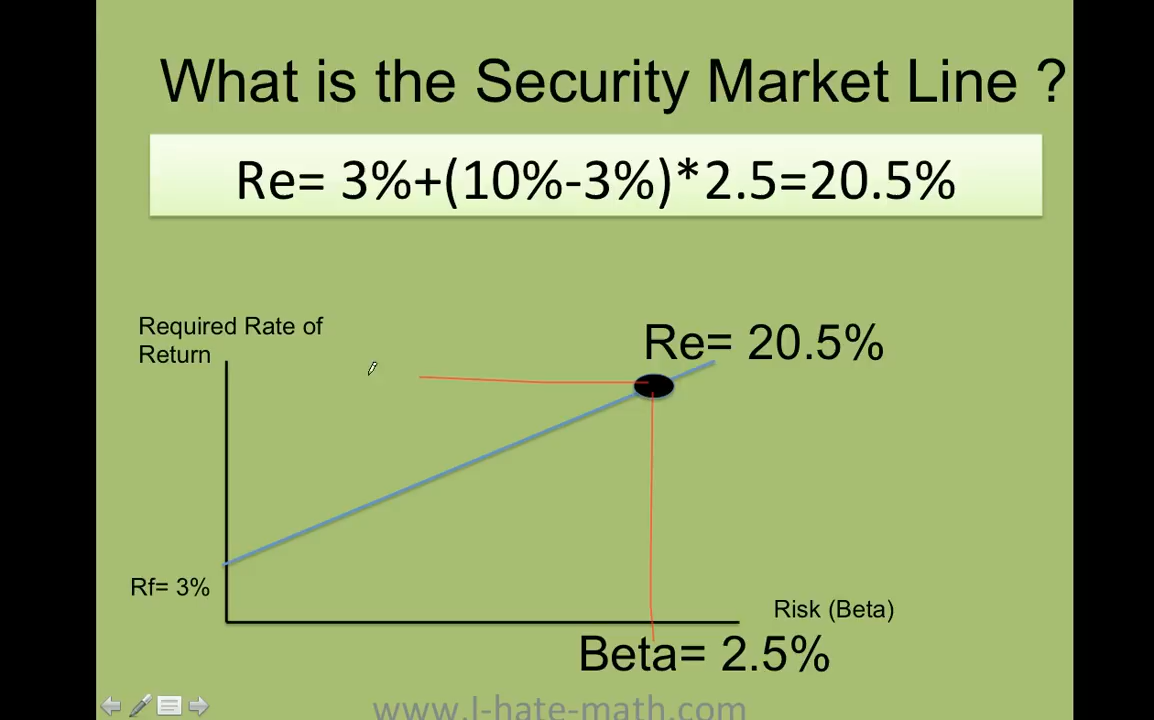 What is the Security Market Line ?
Re= 3%+(10%-3%)*2.5=20.5%
Required Rate of
Return
Re= 20.5%
Rf= 3%
Risk (Beta)
Beta= 2.5%
www.I-hate-math.com